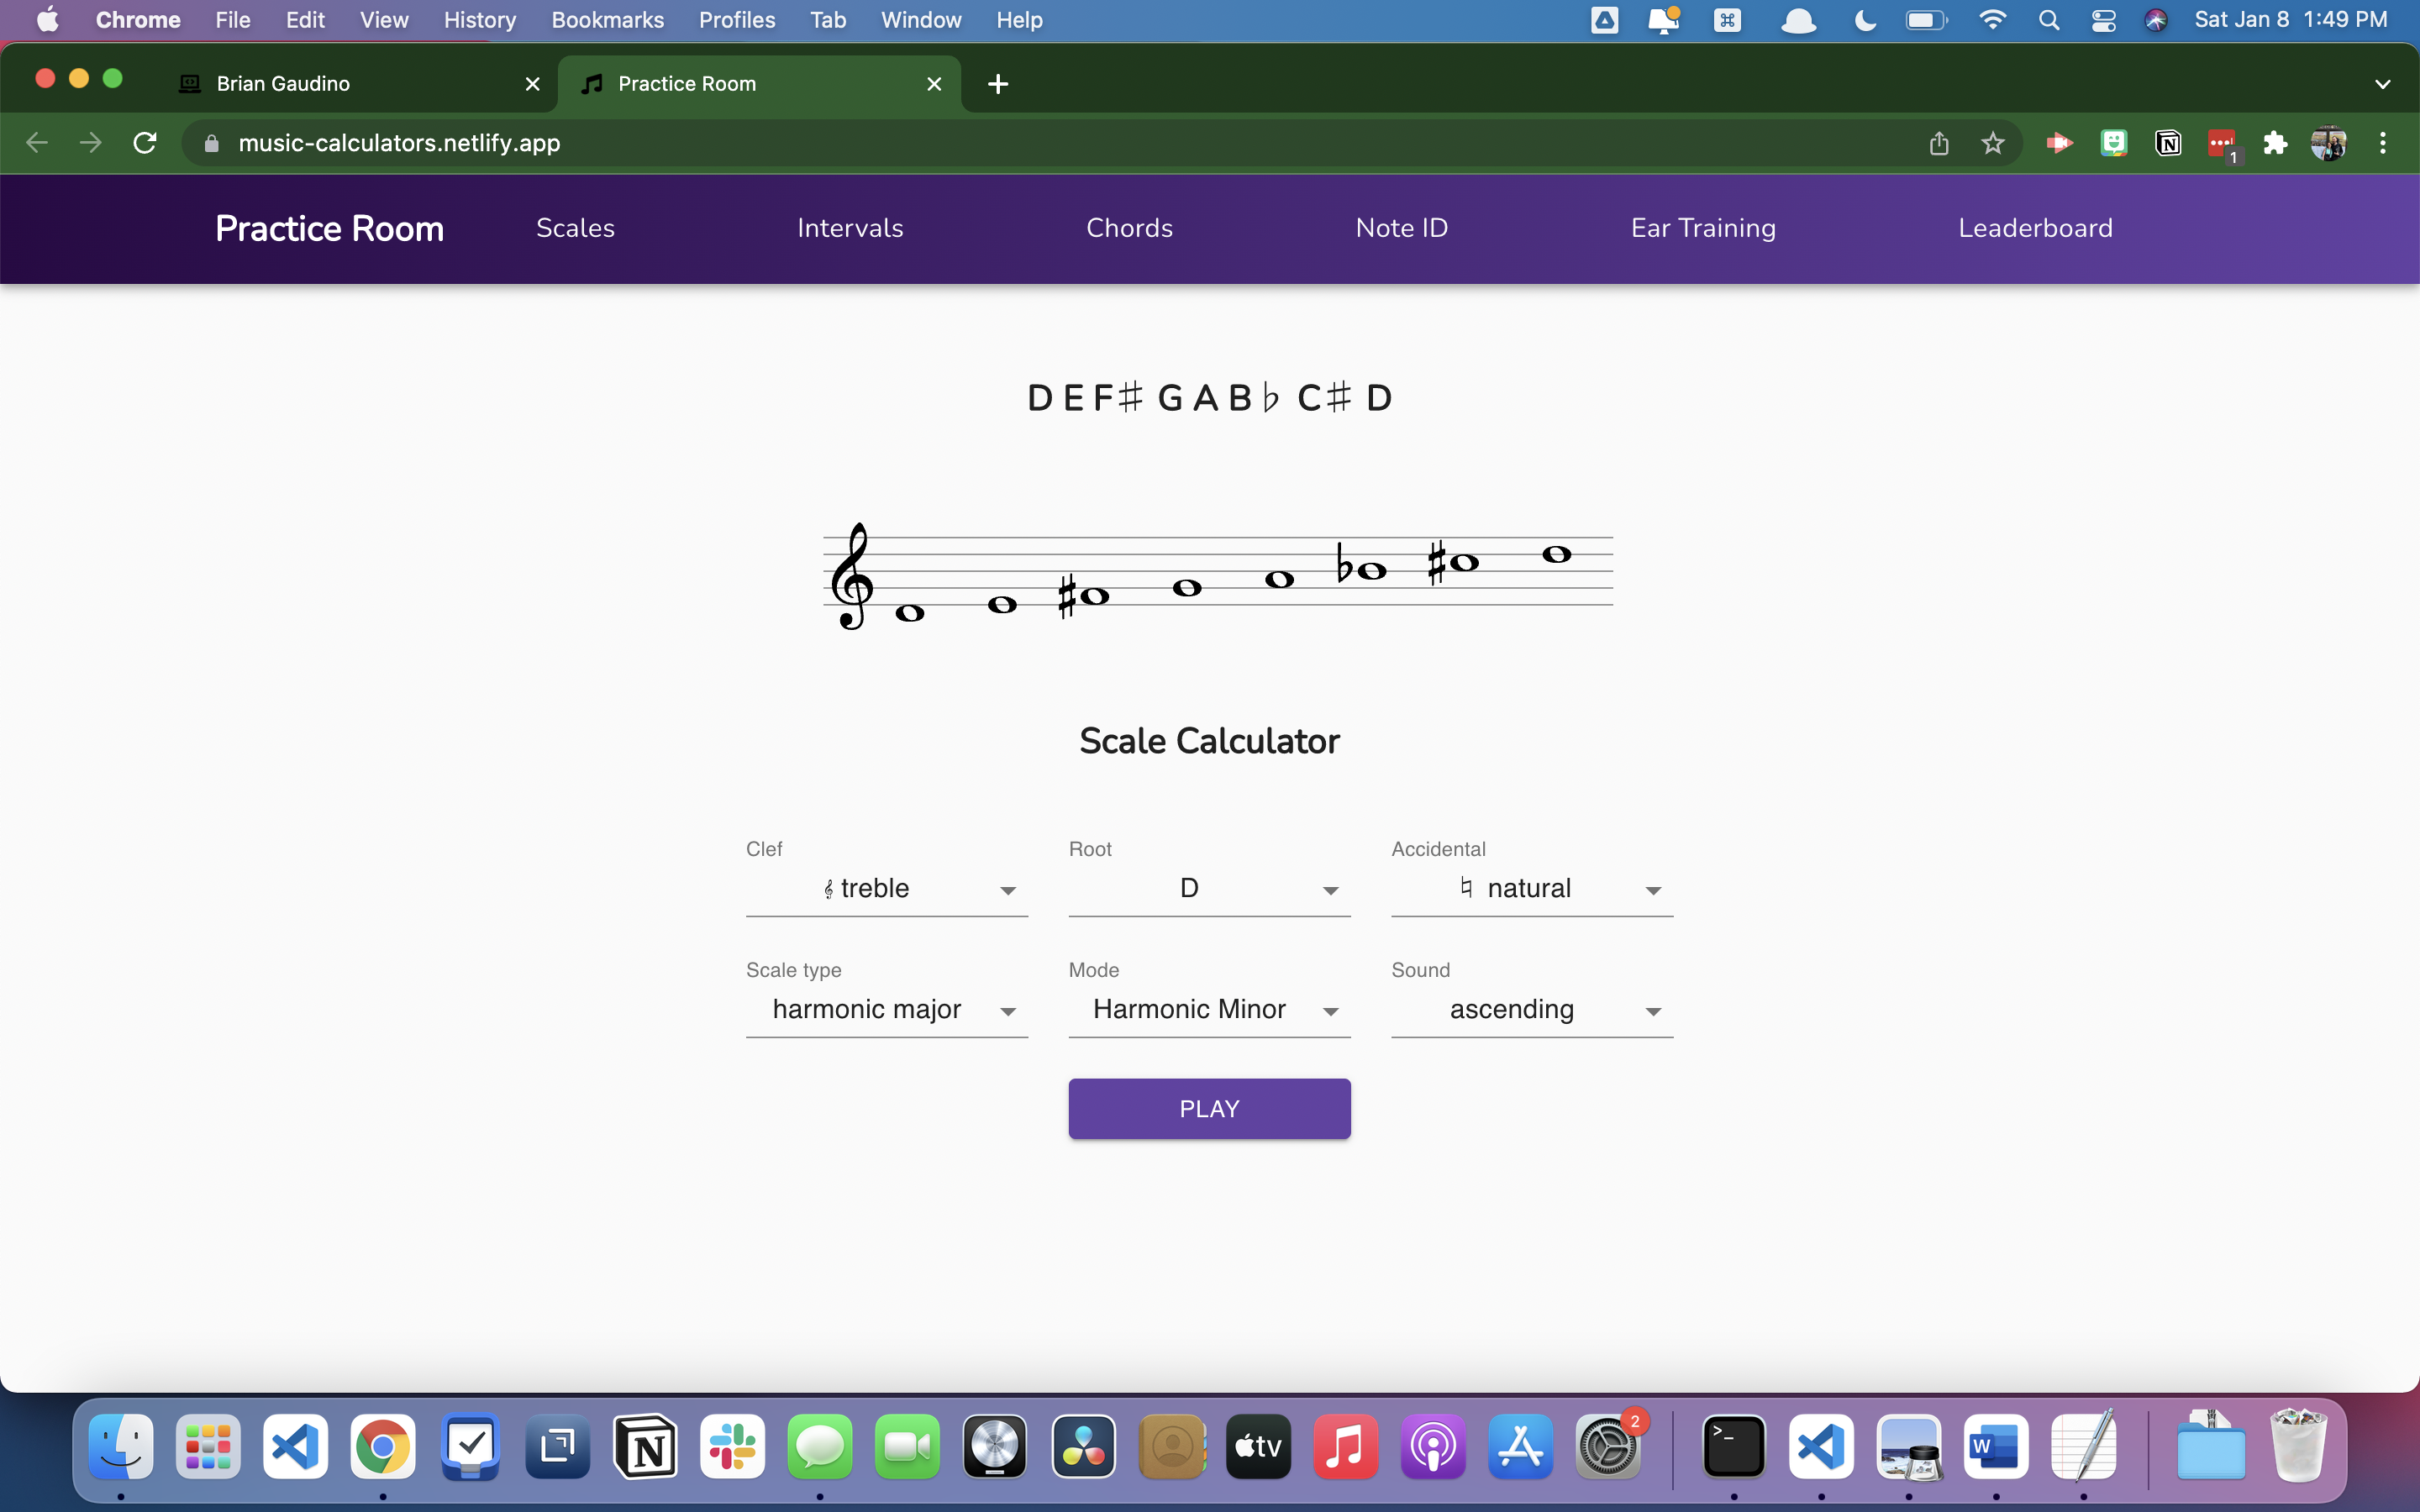 Chrome File Edit View History Bookmarks Profiles Tab Window Help Sat Jan 8 1:49 PM
Brian Gaudino Practice Room
music-calculators.netlify.app 1
Practice Room Scales Intervals Chords Note ID Ear Training Leaderboard
D E F♯ G A B♭ C♯ D
Scale Calculator
Clef Root Accidental
𝄞 treble D ♮ natural
Scale type Mode Sound
harmonic major Harmonic Minor ascending
PLAY
tv 2 >_ W